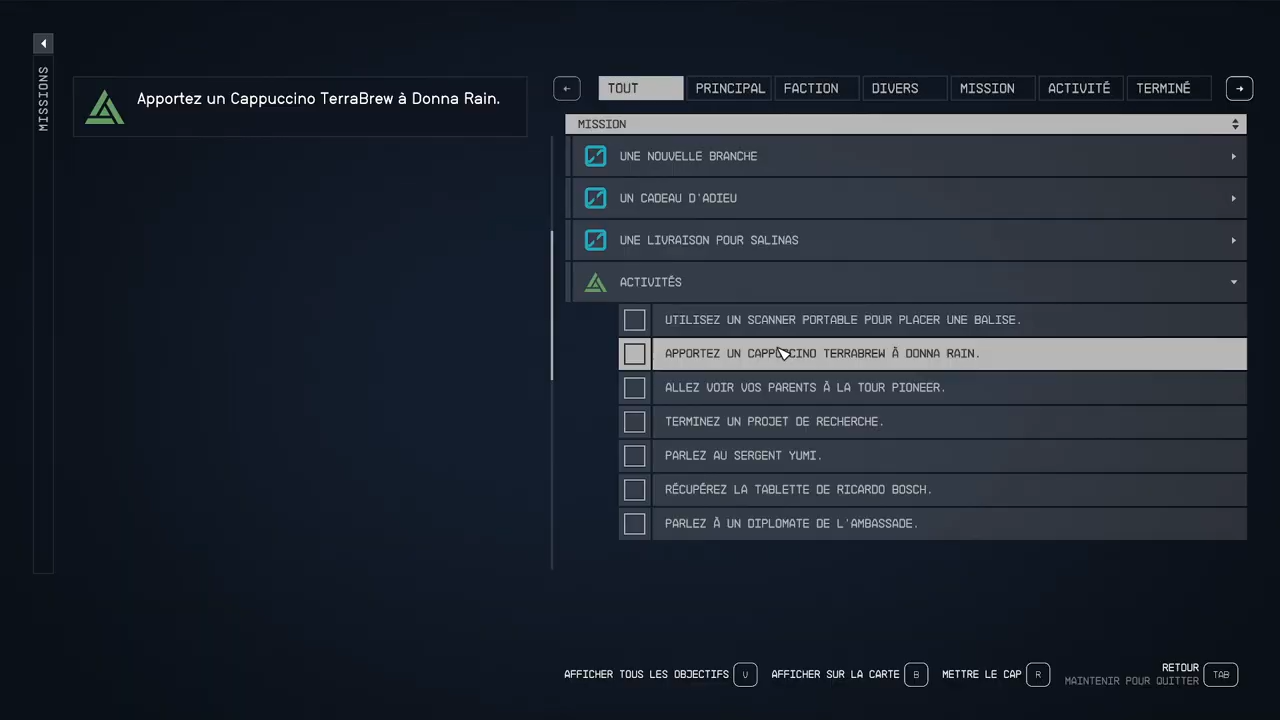 MISSIONS
Apportez un Cappuccino TerraBrew à Donna Rain.
TOUT PRINCIPAL FACTION DIVERS MISSION ACTIVITÉ TERMINÉ
MISSION
UNE NOUVELLE BRANCHE
UN CADEAU D'ADIEU
UNE LIVRAISON POUR SALINAS
ACTIVITÉS
UTILISEZ UN SCANNER PORTABLE POUR PLACER UNE BALISE.
APPORTEZ UN CAPPUCCINO TERRABREW À DONNA RAIN.
ALLEZ VOIR VOS PARENTS À LA TOUR PIONEER.
TERMINEZ UN PROJET DE RECHERCHE.
PARLEZ AU SERGENT YUMI.
RÉCUPÉREZ LA TABLETTE DE RICARDO BOSCH.
PARLEZ À UN DIPLOMATE DE L'AMBASSADE.
AFFICHER TOUS LES OBJECTIFS V AFFICHER SUR LA CARTE B METTRE LE CAP R RETOUR TAB
MAINTENIR POUR QUITTER